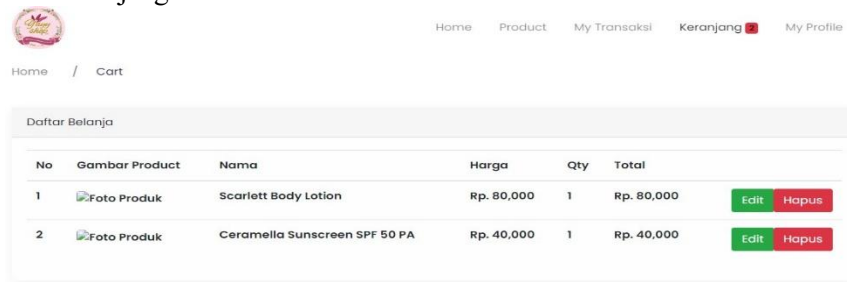 Home Product My Transaksi Keranjang 2 My Profile
Home / Cart
Daftar Belanja
No Gambar Product Nama Harga Qty Total
1 Foto Produk Scarlett Body Lotion Rp. 80,000 1 Rp. 80,000 Edit Hapus
2 Foto Produk Ceramella Sunscreen SPF 50 PA Rp. 40,000 1 Rp. 40,000 Edit Hapus